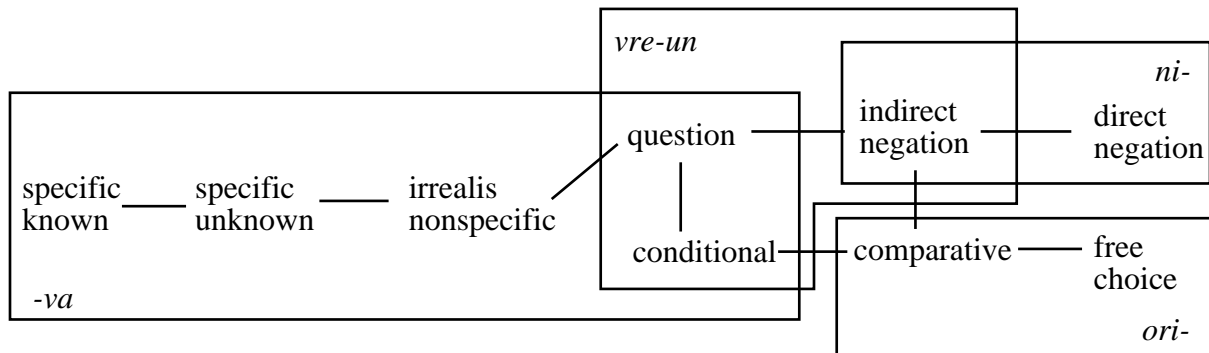 vre-un
ni-
indirect
negation
direct
negation
question
specific
known
specific
unknown
irrealis
nonspecific
conditional
comparative
free
choice
-va
ori-